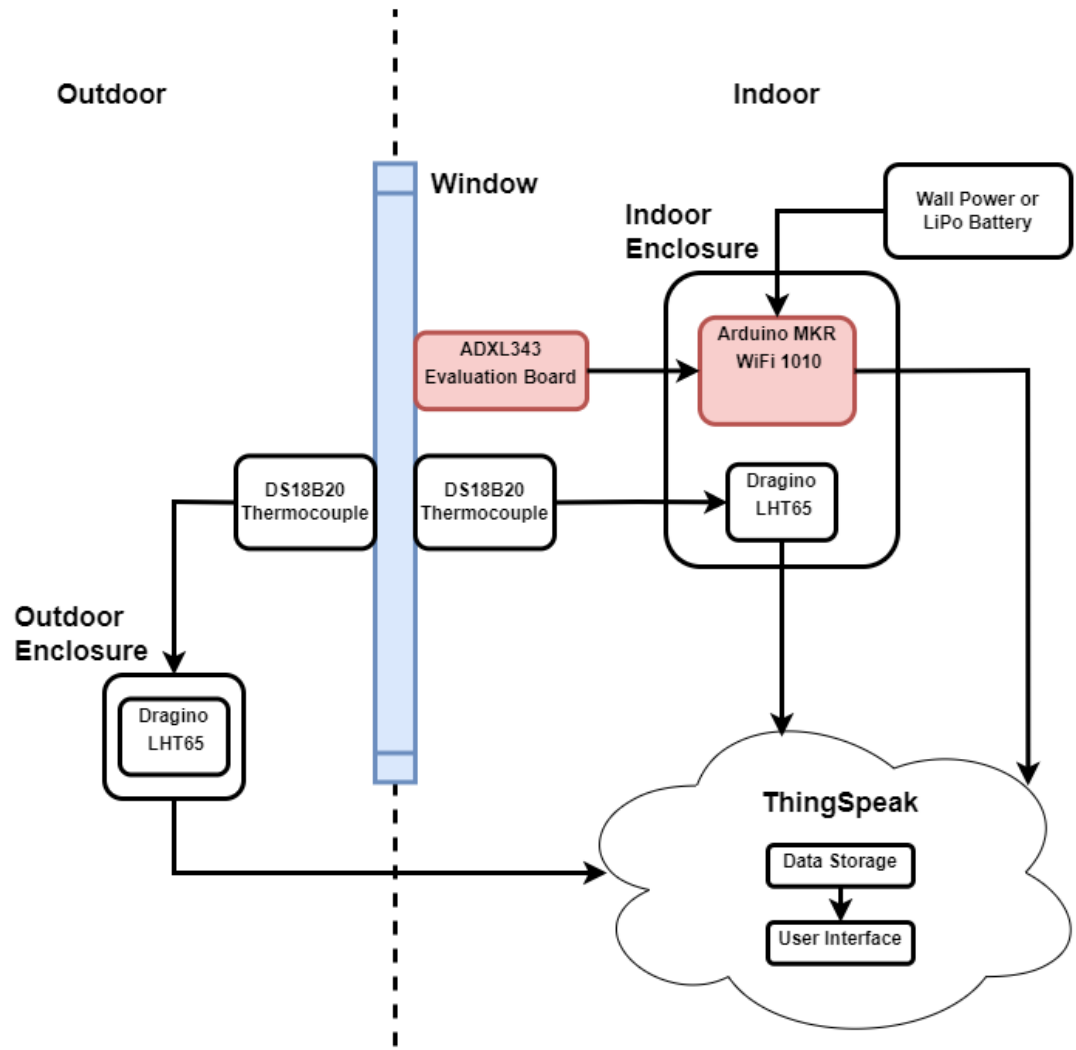 Outdoor
Indoor
Window
Wall Power or
LiPo Battery
Indoor
Enclosure
Arduino MKR
WiFi 1010
ADXL343
Evaluation Board
DS18B20
Thermocouple
DS18B20
Thermocouple
Dragino
LHT65
Outdoor
Enclosure
Dragino
LHT65
ThingSpeak
Data Storage
User Interface